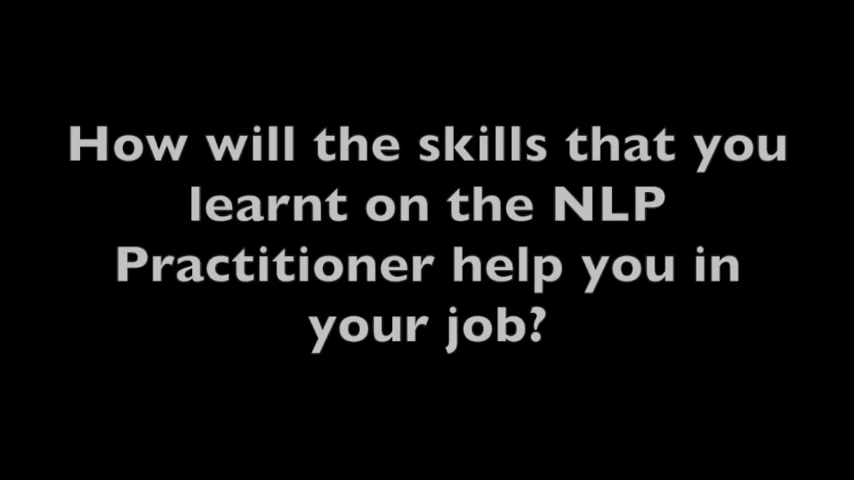 How will the skills that you
learnt on the NLP
Practitioner help you in
your job?